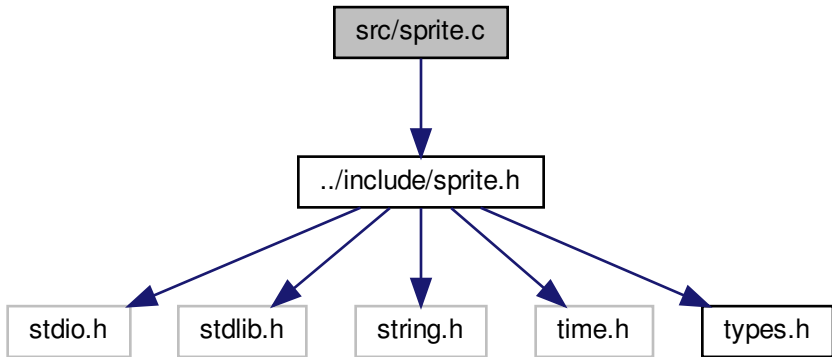 src/sprite.c
../include/sprite.h
stdio.h
stdlib.h
string.h
time.h
types.h